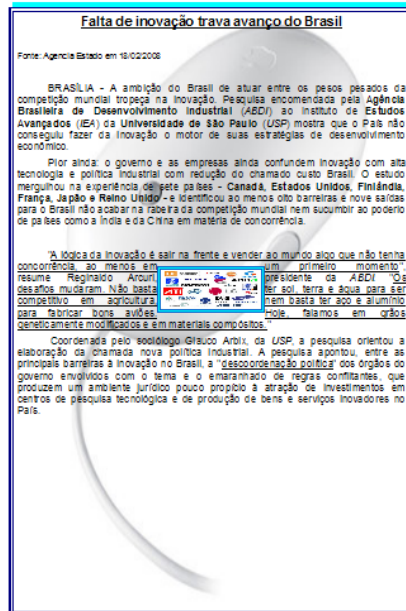 Falta de inovação trava avanço do Brasil
Fonte: Agencia Estado em 18/02/2008
BRASÍLIA - A ambição do Brasil de atuar entre os pesos pesados da
competição mundial tropeça na inovação. Pesquisa encomendada pela Agência
Brasileira de Desenvolvimento Industrial (ABDI) ao Instituto de Estudos
Avançados (IEA) da Universidade de São Paulo (USP) mostra que o País não
conseguiu fazer da inovação o motor de suas estratégias de desenvolvimento
econômico.
Pior ainda: o governo e as empresas ainda confundem inovação com alta
tecnologia e política industrial com redução do chamado custo Brasil. O estudo
mergulhou na experiência de sete países - Canadá, Estados Unidos, Finlândia,
França, Japão e Reino Unido - e identificou ao menos oito barreiras e nove saídas
para o Brasil não acabar na rabeira da competição mundial nem sucumbir ao poderio
de países como a Índia e da China em matéria de concorrência.
"A lógica da inovação é sair na frente e vender ao mundo algo que não tenha
concorrência, ao menos em um primeiro momento",
resume Reginaldo Arcuri, presidente da ABDI "Os
desafios mudaram. Não basta ter sol, terra e água para ser
competitivo em agricultura, nem basta ter aço e alumínio
para fabricar bons aviões. Hoje, falamos em grãos
geneticamente modificados e em materiais compósitos."
Coordenada pelo sociólogo Glauco Arbix, da USP, a pesquisa orientou a
elaboração da chamada nova política industrial. A pesquisa apontou, entre as
principais barreiras à inovação no Brasil, a "descoordenação política" dos órgãos do
governo envolvidos com o tema e o emaranhado de regras conflitantes, que
produzem um ambiente jurídico pouco propício à atração de investimentos em
centros de pesquisa tecnológica e de produção de bens e serviços inovadores no
País.
ATI